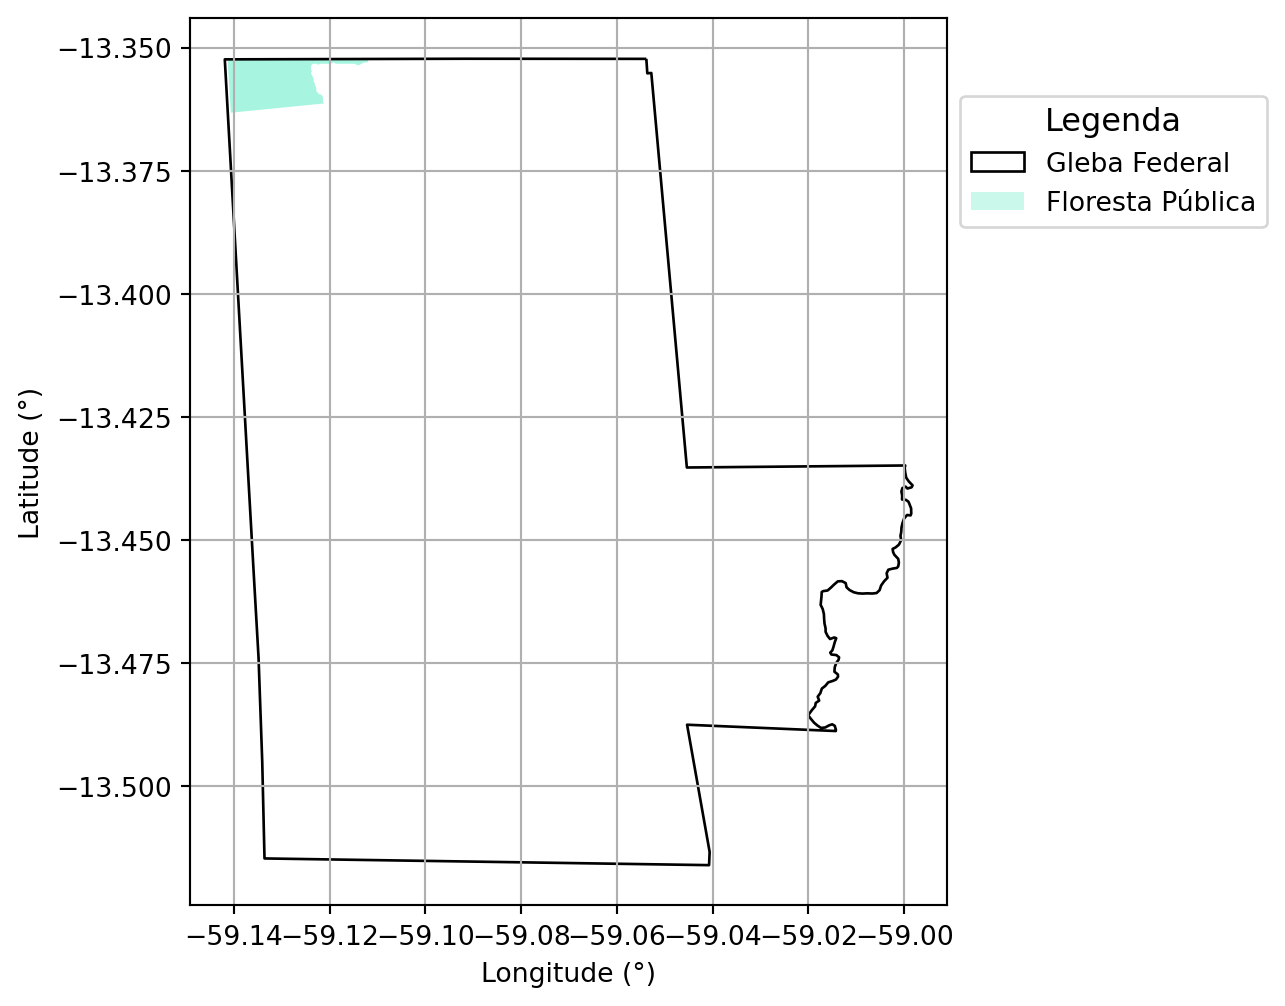 −13.350
−13.375
−13.400
−13.425
−13.450
−13.475
−13.500
Latitude (°)
−59.14 −59.12 −59.10 −59.08 −59.06 −59.04 −59.02 −59.00
Longitude (°)
Legenda
Gleba Federal
Floresta Pública